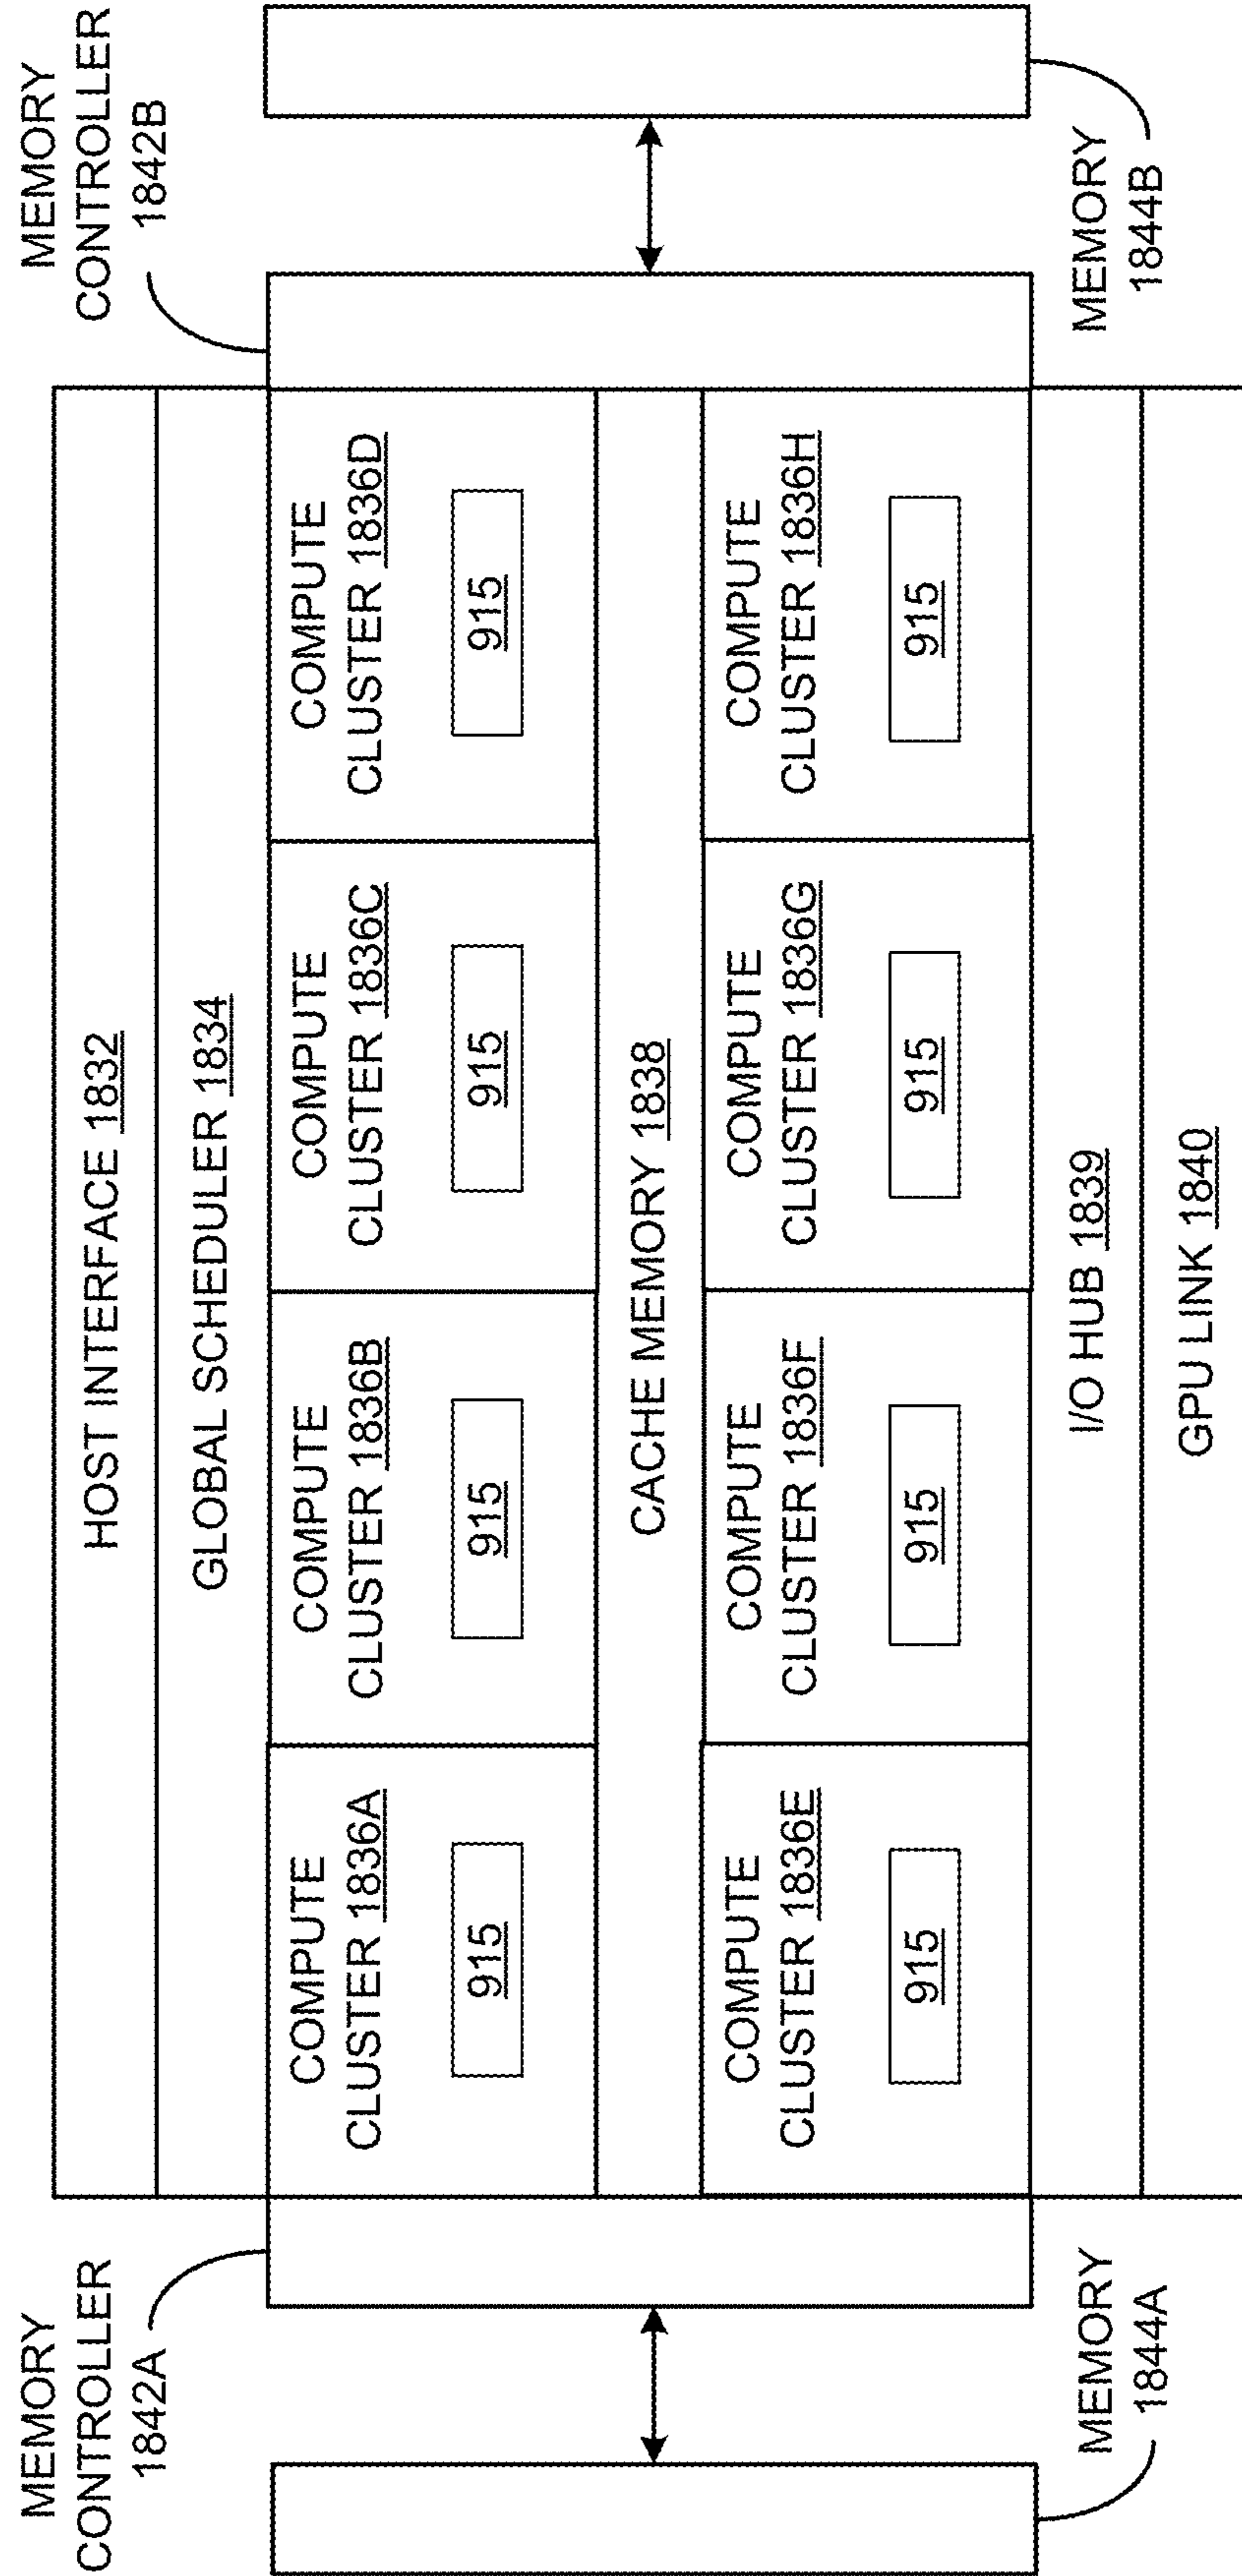 MEMORY
CONTROLLER
1842A
MEMORY
CONTROLLER
1842B
HOST INTERFACE 1832
GLOBAL SCHEDULER 1834
COMPUTE
CLUSTER 1836A
915
COMPUTE
CLUSTER 1836B
915
COMPUTE
CLUSTER 1836C
915
COMPUTE
CLUSTER 1836D
915
CACHE MEMORY 1838
COMPUTE
CLUSTER 1836E
915
COMPUTE
CLUSTER 1836F
915
COMPUTE
CLUSTER 1836G
915
COMPUTE
CLUSTER 1836H
915
I/O HUB 1839
GPU LINK 1840
MEMORY
1844A
MEMORY
1844B